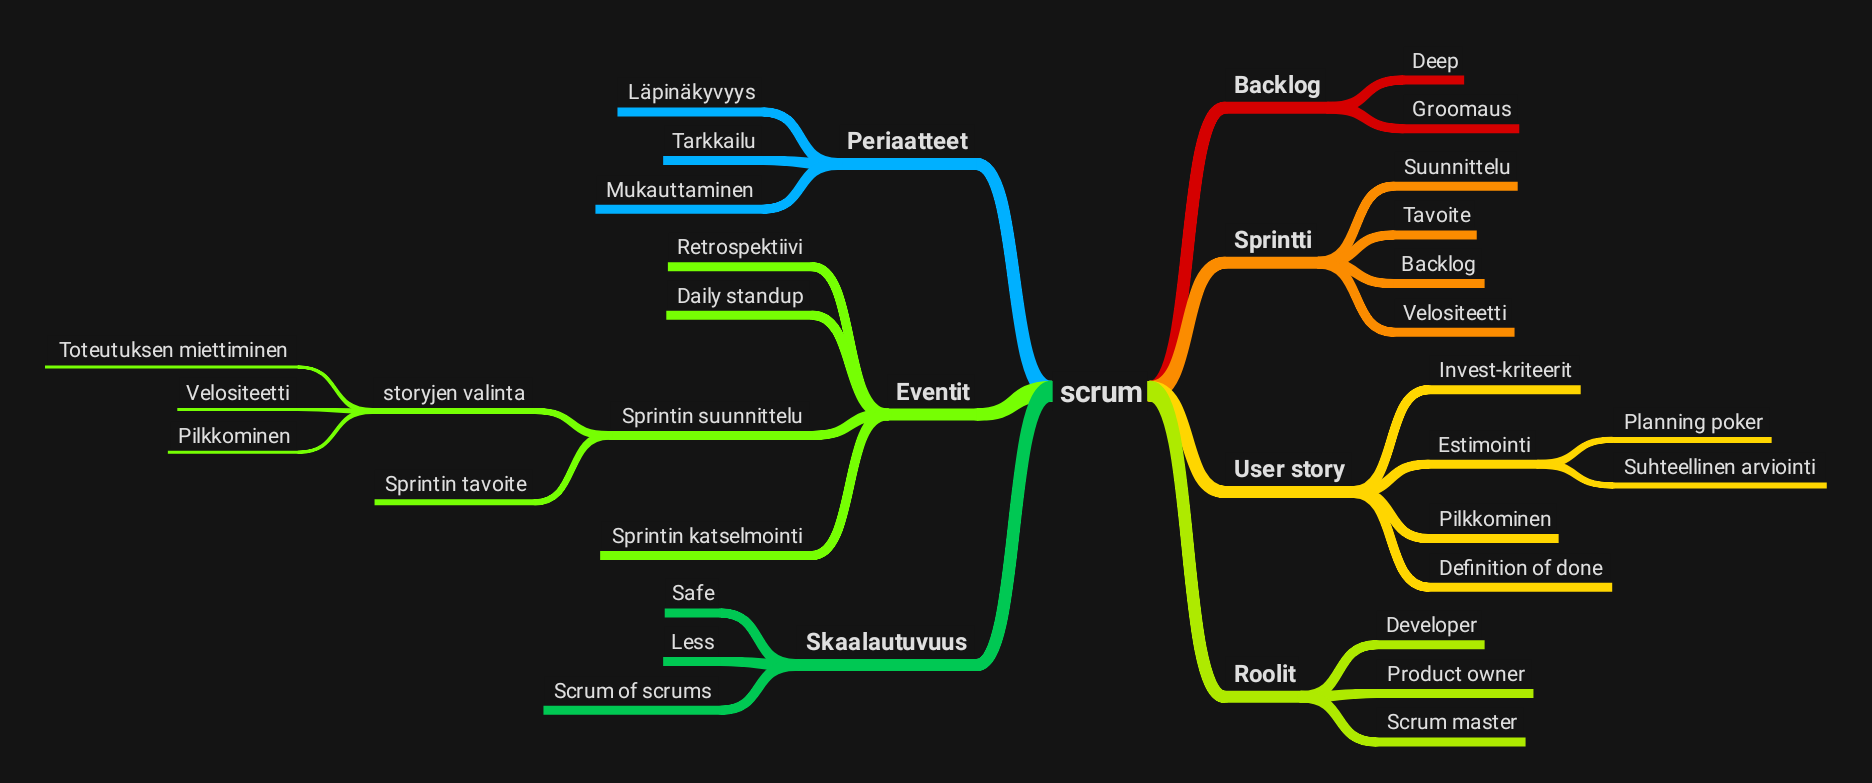 scrum
Backlog
Deep
Groomaus
Sprintti
Suunnittelu
Tavoite
Backlog
Velositeetti
User story
Invest-kriteerit
Estimointi
Planning poker
Suhteellinen arviointi
Pilkkominen
Definition of done
Roolit
Developer
Product owner
Scrum master
Periaatteet
Läpinäkyvyys
Tarkkailu
Mukauttaminen
Eventit
Retrospektiivi
Daily standup
Sprintin suunnittelu
storyjen valinta
Toteutuksen miettiminen
Velositeetti
Pilkkominen
Sprintin tavoite
Sprintin katselmointi
Skaalautuvuus
Safe
Less
Scrum of scrums